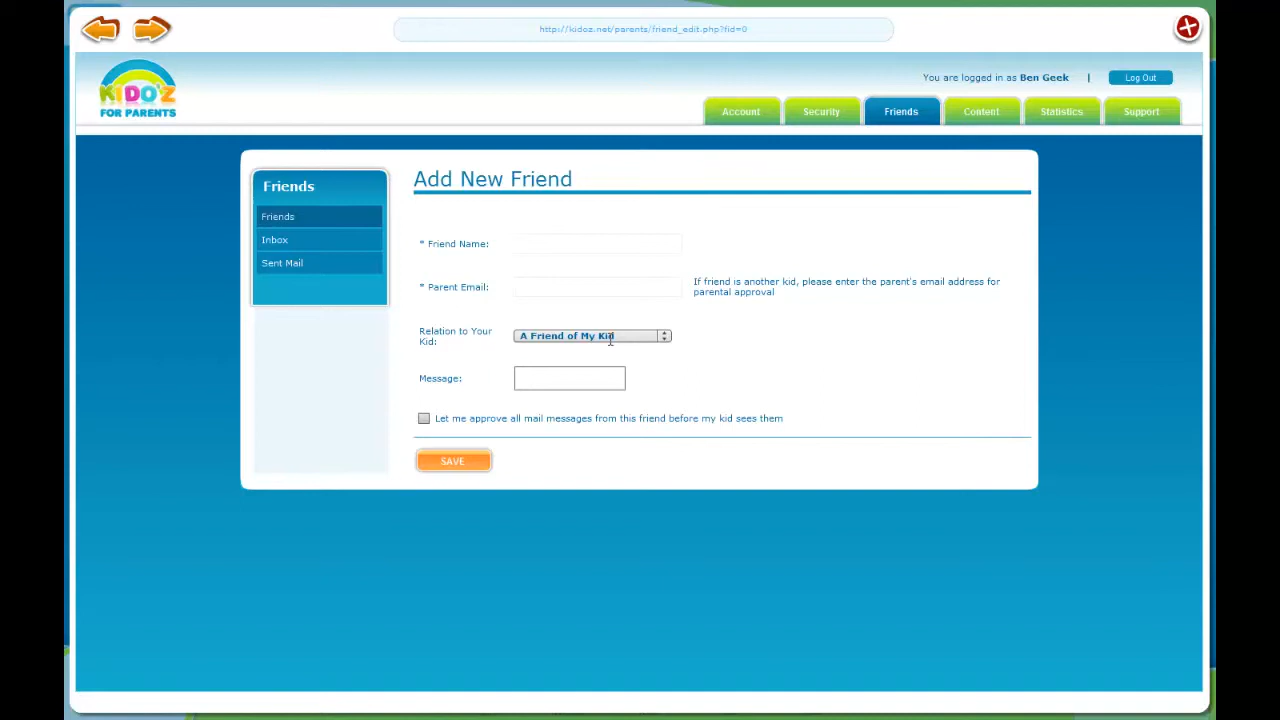 http://kidoz.net/parents/friend_edit.php?fid=0
KIDO'Z
FOR PARENTS
You are logged in as Ben Geek | Log Out
Account Security Friends Content Statistics Support
Friends
Friends
Inbox
Sent Mail
Add New Friend
* Friend Name:
* Parent Email:
If friend is another kid, please enter the parent's email address for
parental approval
Relation to Your
Kid:
A Friend of My Kid
Message:
Let me approve all mail messages from this friend before my kid sees them
SAVE